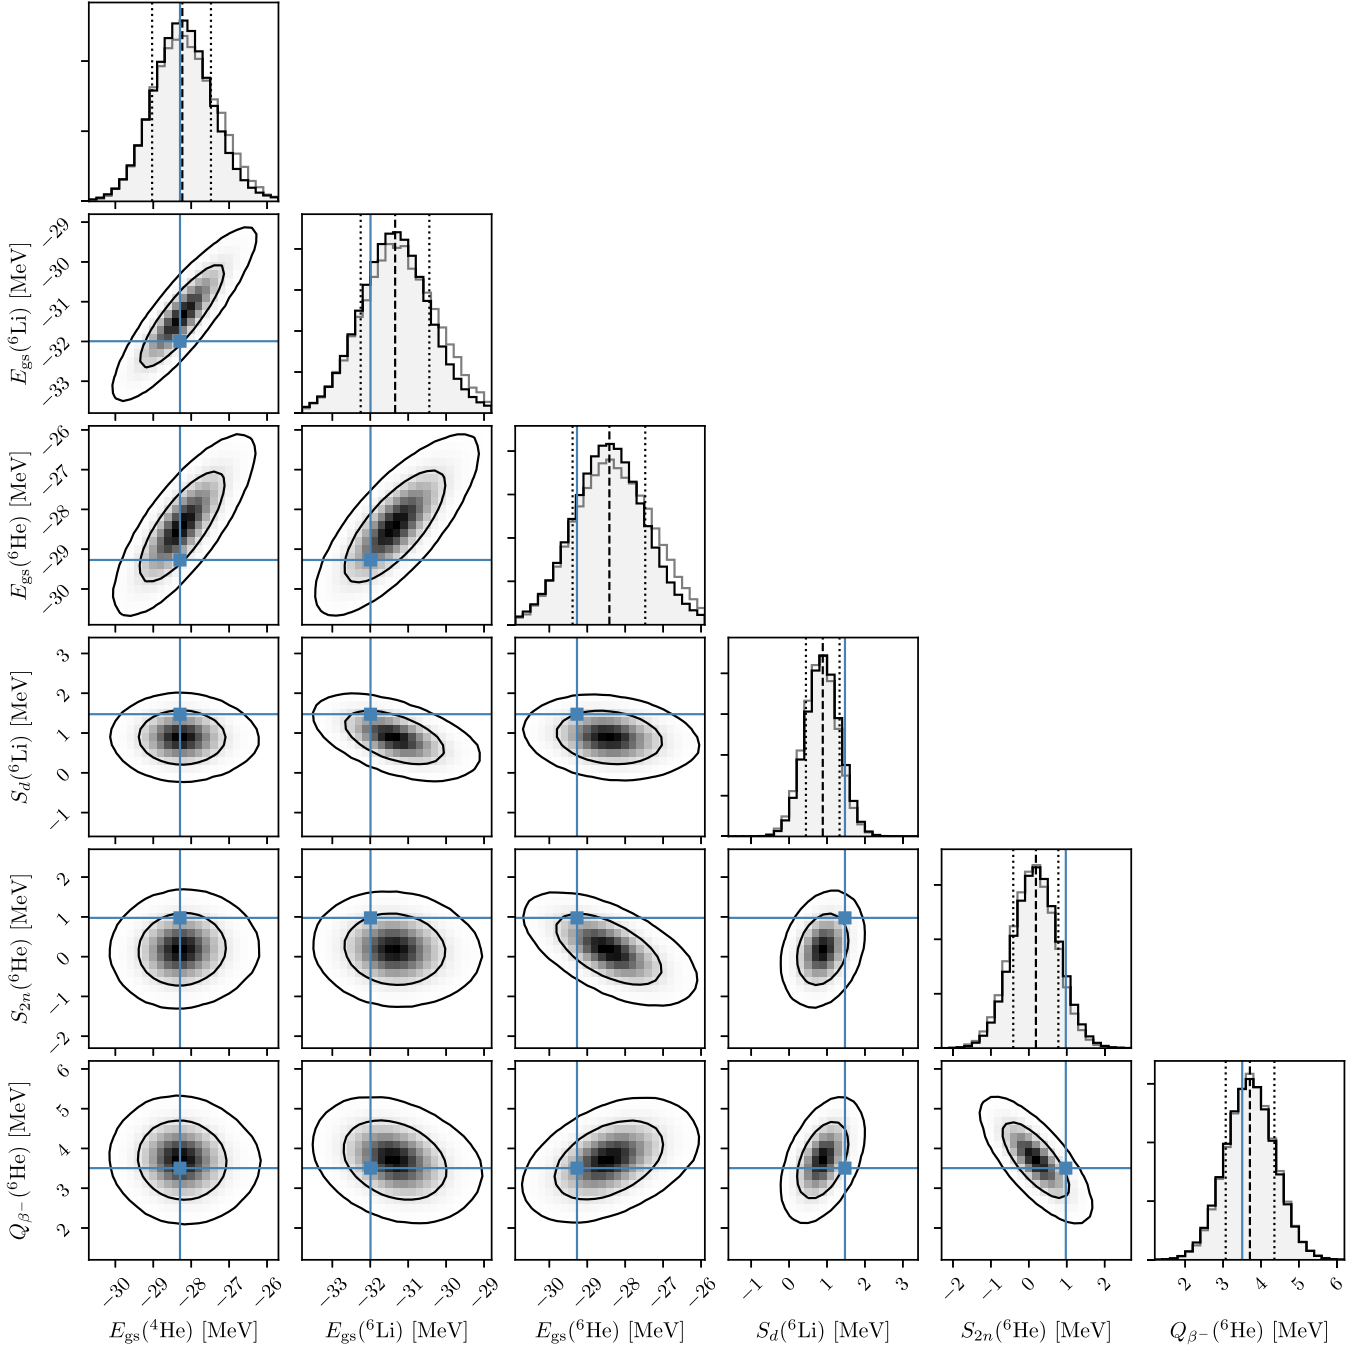 −29
−30
−31
−32
−33
E_gs(⁶Li) [MeV]
−26
−27
−28
−29
−30
E_gs(⁶He) [MeV]
3
2
1
0
−1
S_d(⁶Li) [MeV]
2
1
0
−1
−2
S_2n(⁶He) [MeV]
6
5
4
3
2
Q_β−(⁶He) [MeV]
−30 −29 −28 −27 −26
−33 −32 −31 −30 −29
−30 −29 −28 −27 −26
−1 0 1 2 3
−2 −1 0 1 2
2 3 4 5 6
E_gs(⁴He) [MeV]
E_gs(⁶Li) [MeV]
E_gs(⁶He) [MeV]
S_d(⁶Li) [MeV]
S_2n(⁶He) [MeV]
Q_β−(⁶He) [MeV]